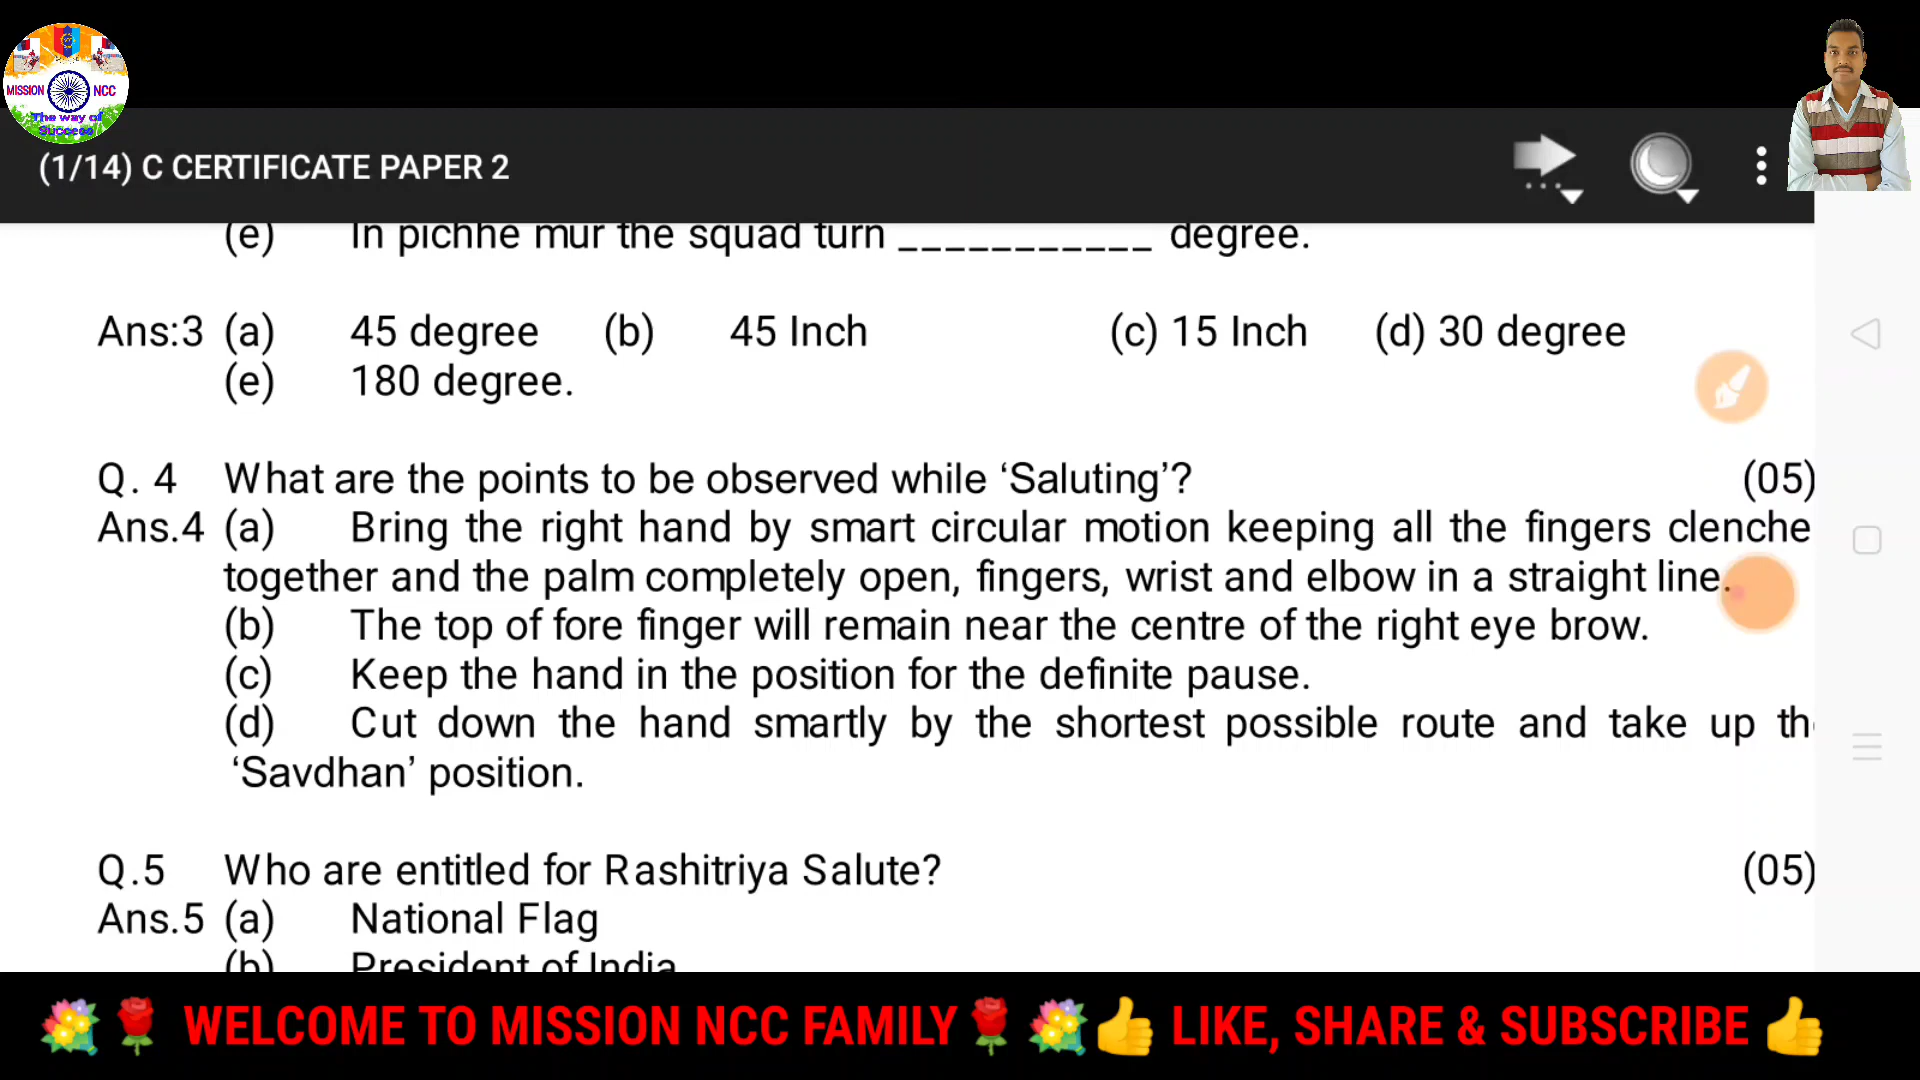 MISSION NCC
The way of
Success
(1/14) C CERTIFICATE PAPER 2
(e) In pichhe mur the squad turn ___________ degree.
Ans:3 (a) 45 degree (b) 45 Inch (c) 15 Inch (d) 30 degree
(e) 180 degree.
Q. 4 What are the points to be observed while ‘Saluting’? (05)
Ans.4 (a) Bring the right hand by smart circular motion keeping all the fingers clenche
together and the palm completely open, fingers, wrist and elbow in a straight line.
(b) The top of fore finger will remain near the centre of the right eye brow.
(c) Keep the hand in the position for the definite pause.
(d) Cut down the hand smartly by the shortest possible route and take up th
‘Savdhan’ position.
Q.5 Who are entitled for Rashitriya Salute? (05)
Ans.5 (a) National Flag
(b) President of India
WELCOME TO MISSION NCC FAMILY LIKE, SHARE & SUBSCRIBE